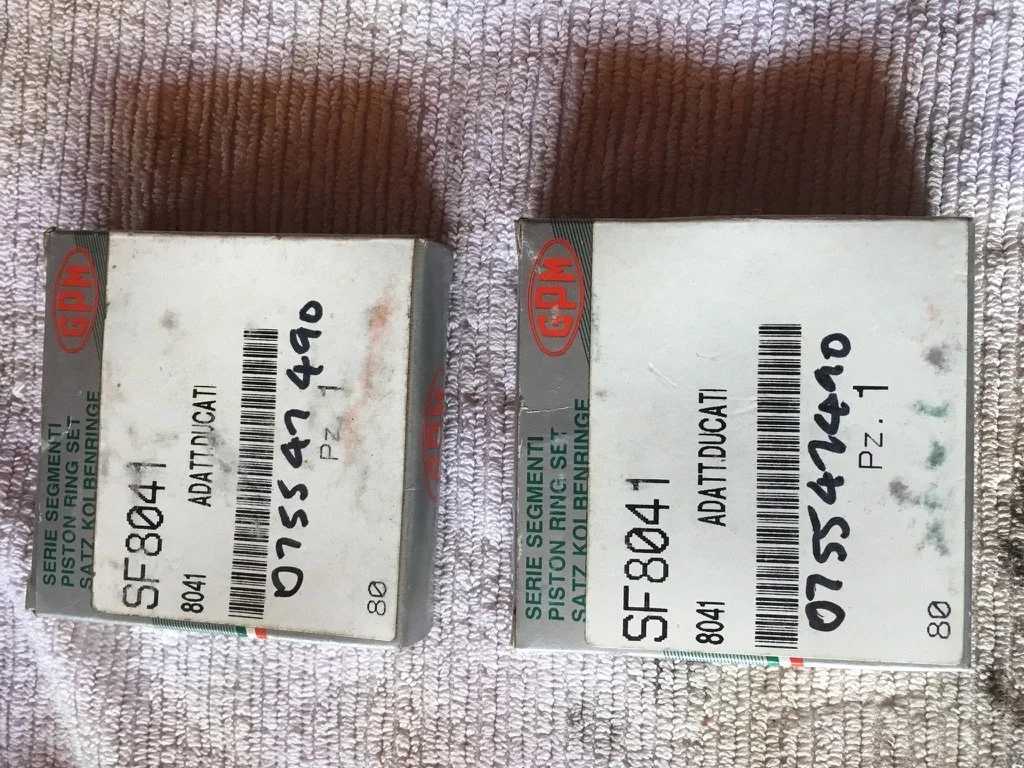 GPM
SERIE SEGMENTI
PISTON RING SET
SATZ KOLBENRINGE
SF8041
8041 ADATT.DUCATI
0755 47 490
Pz. 1
80
GPM
GPM
SERIE SEGMENTI
PISTON RING SET
SATZ KOLBENRINGE
SF8041
8041 ADATT.DUCATI
075547490
Pz. 1
80